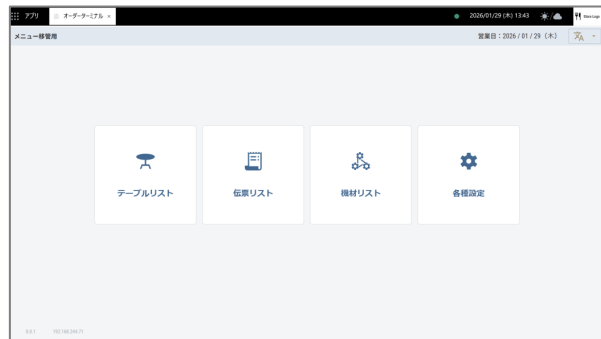 アプリ オーダーターミナル × 2026/01/29 (木) 13:43
メニュー移管用 営業日：2026 / 01 / 29 （木）
テーブルリスト 伝票リスト 機材リスト 各種設定